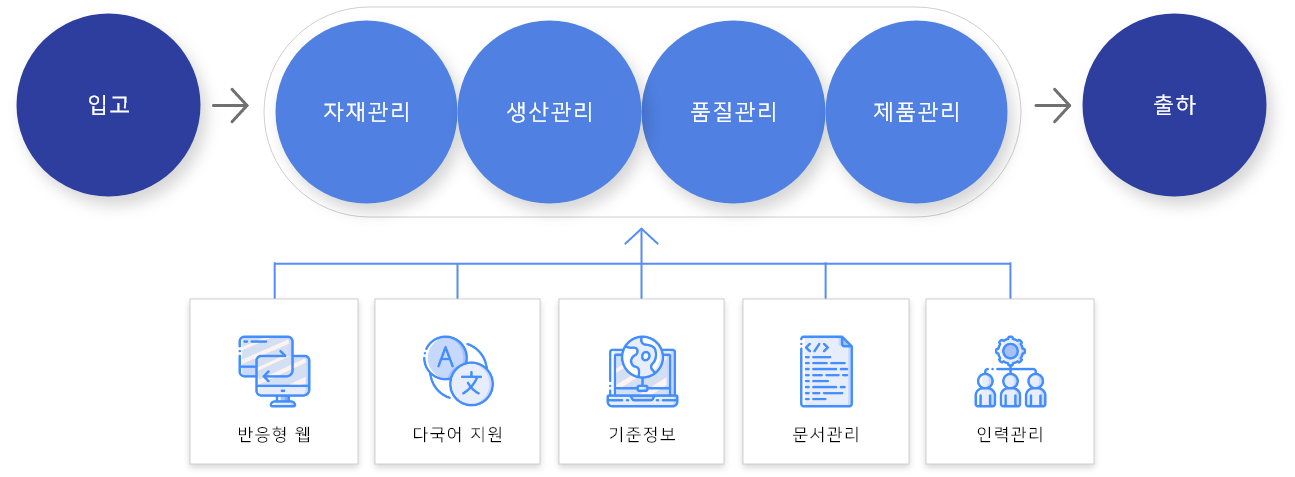 입고
자재관리
생산관리
품질관리
제품관리
출하
반응형 웹
다국어 지원
기준정보
문서관리
인력관리